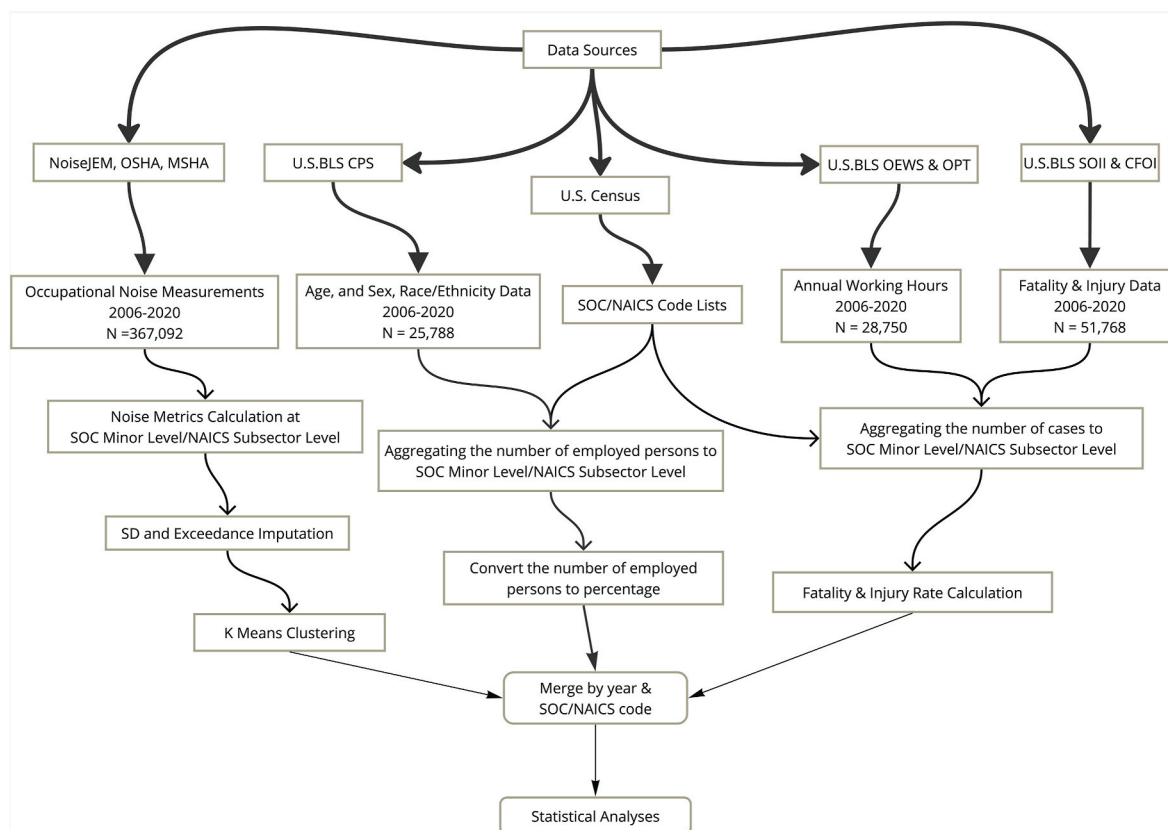 Data Sources
NoiseJEM, OSHA, MSHA
U.S.BLS CPS
U.S. Census
U.S.BLS OEWS & OPT
U.S.BLS SOII & CFOI
Occupational Noise Measurements
2006-2020
N =367,092
Age, and Sex, Race/Ethnicity Data
2006-2020
N = 25,788
SOC/NAICS Code Lists
Annual Working Hours
2006-2020
N = 28,750
Fatality & Injury Data
2006-2020
N = 51,768
Noise Metrics Calculation at
SOC Minor Level/NAICS Subsector Level
Aggregating the number of employed persons to
SOC Minor Level/NAICS Subsector Level
Aggregating the number of cases to
SOC Minor Level/NAICS Subsector Level
SD and Exceedance Imputation
Convert the number of employed
persons to percentage
Fatality & Injury Rate Calculation
K Means Clustering
Merge by year &
SOC/NAICS code
Statistical Analyses